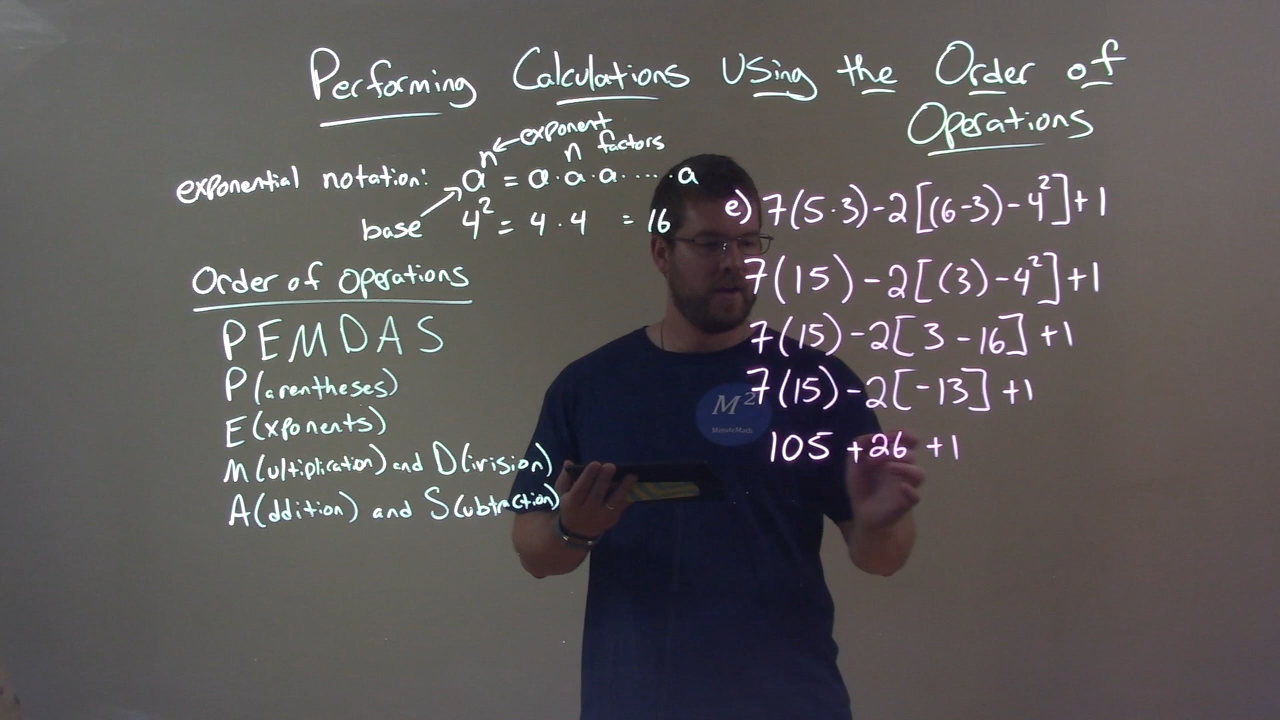 Performing Calculations Using the Order of
Operations
exponent
n factors
exponential notation: aⁿ = a·a·a·...·a
base
4² = 4·4 = 16
Order of Operations
PEMDAS
P(arentheses)
E(xponents)
M(ultiplication) and D(ivision)
A(ddition) and S(ubtraction)
e) 7(5·3)-2[(6-3)-4²]+1
7(15)-2[(3)-4²]+1
7(15)-2[3-16]+1
7(15)-2[-13]+1
105+26+1
M²
MinuteMath